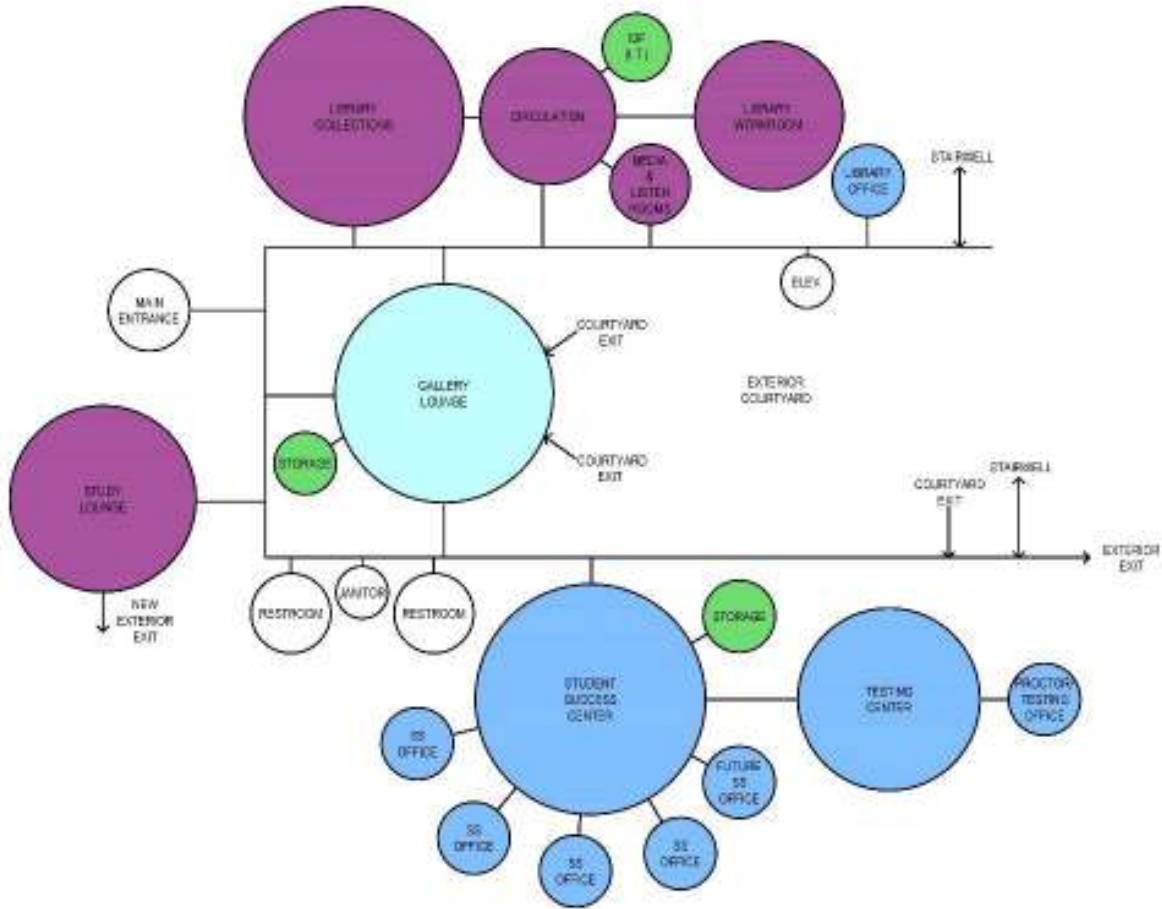 LIBRARY
COLLECTIONS
CIRCULATION
LIBRARY
WORKROOM
MEDIA
&
LISTEN
ROOMS
LIBRARY
OFFICE
STAIRWELL
MAIN
ENTRANCE
ELEV
GALLERY
LOUNGE
COURTYARD
EXIT
EXTERIOR
COURTYARD
STORAGE
COURTYARD
EXIT
STUDY
LOUNGE
STAIRWELL
COURTYARD
EXIT
EXTERIOR
EXIT
NEW
EXTERIOR
EXIT
RESTROOM
JANITOR
RESTROOM
STORAGE
STUDENT
SUCCESS
CENTER
TESTING
CENTER
PROCTOR/
TESTING
OFFICE
SS
OFFICE
FUTURE
SS
OFFICE
SS
OFFICE
SS
OFFICE
SS
OFFICE